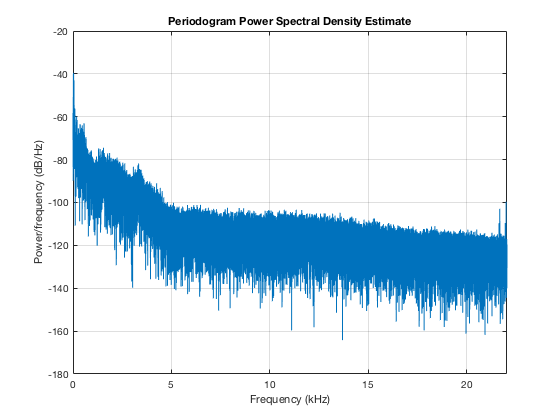 Periodogram Power Spectral Density Estimate
Power/frequency (dB/Hz)
-20
-40
-60
-80
-100
-120
-140
-160
-180
0 5 10 15 20
Frequency (kHz)